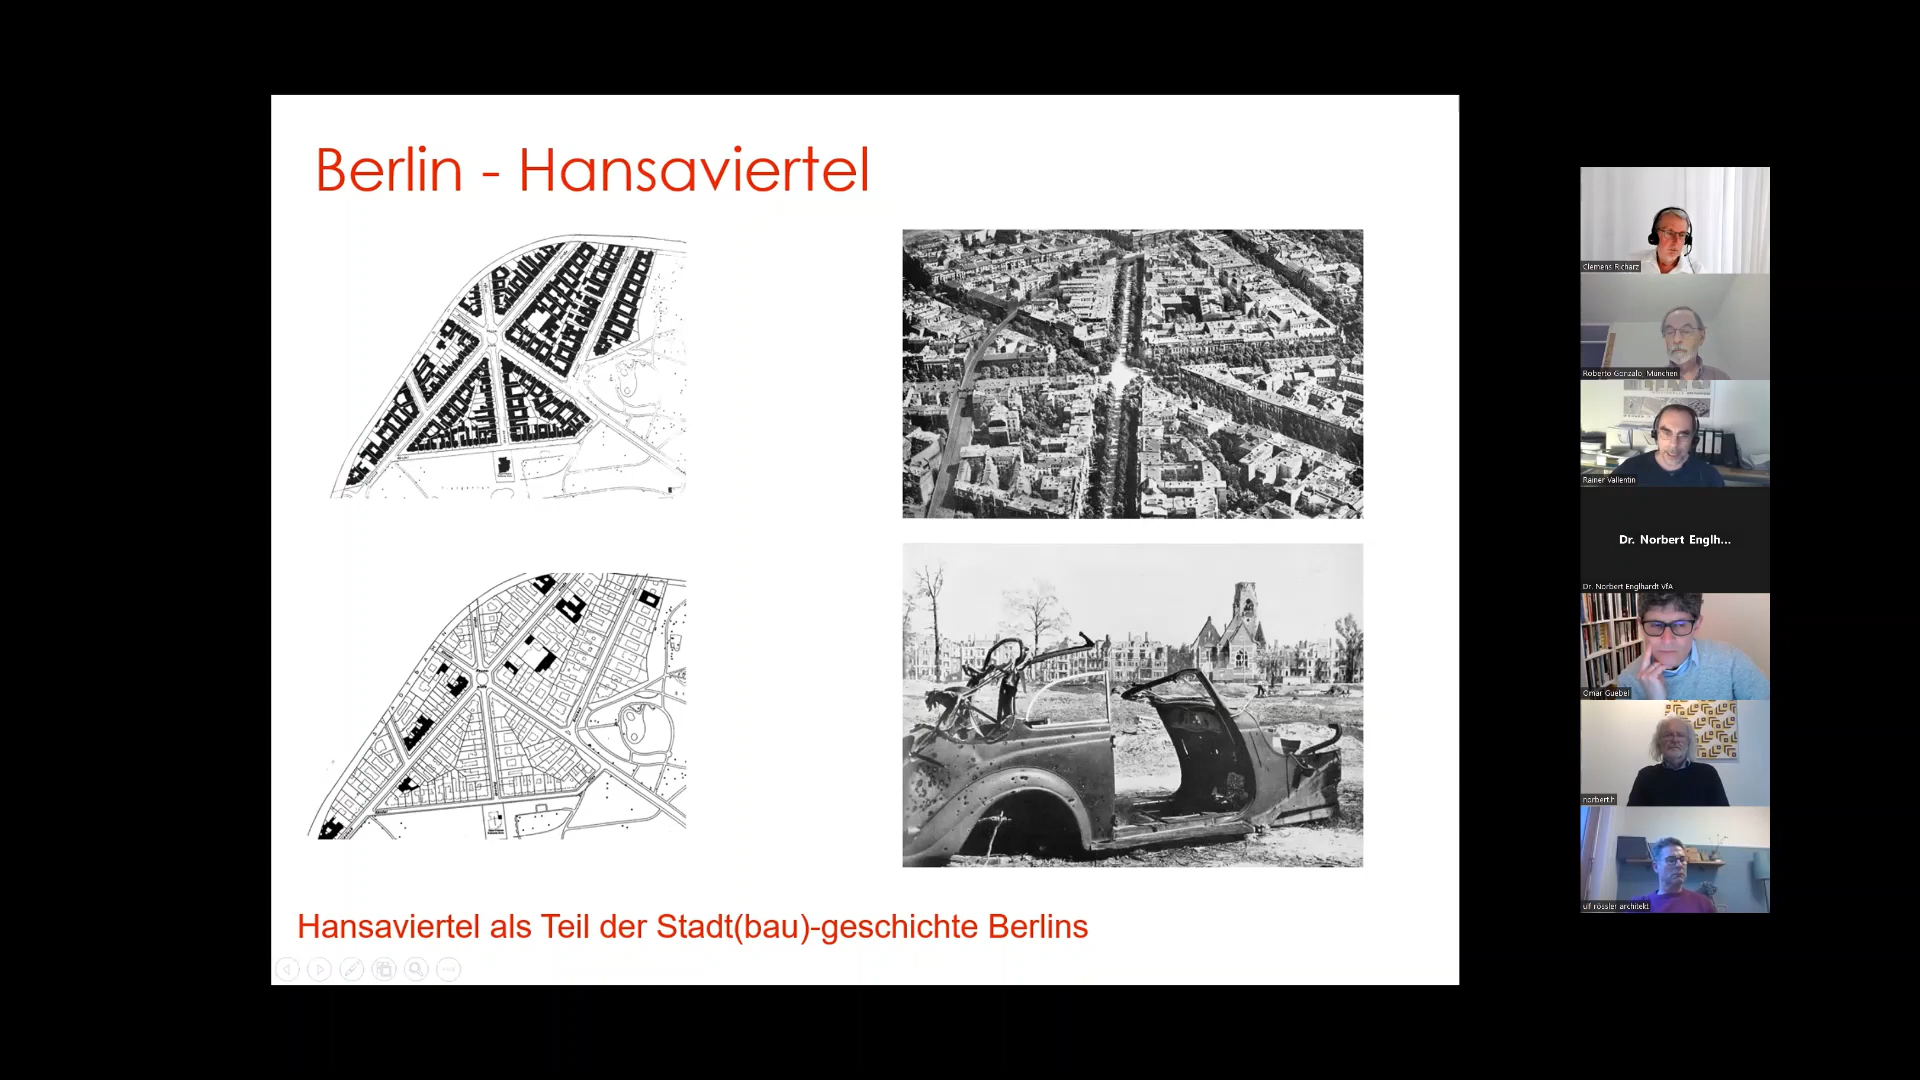 Berlin - Hansaviertel
Hansaviertel als Teil der Stadt(bau)-geschichte Berlins
Clemens Richarz
Roberto Gonzalo, München
Rainer Vallentin
Dr. Norbert Englh...
Dr. Norbert Englhardt VfA
Omar Guebel
norbert.h
ulf rössler architekt